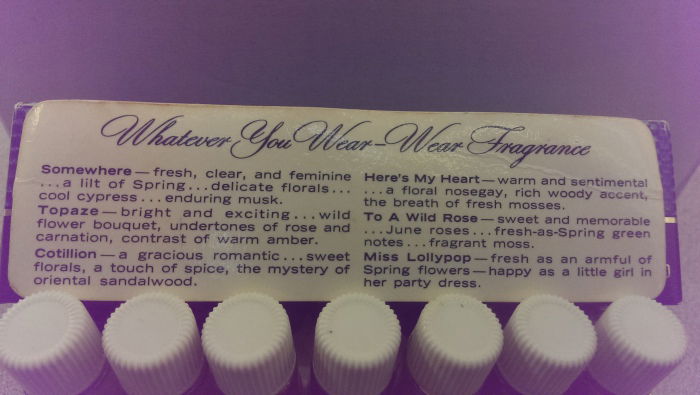 Whatever You Wear—Wear Fragrance
Somewhere — fresh, clear, and feminine
...a lilt of Spring...delicate florals...
cool cypress...enduring musk.
Topaze — bright and exciting...wild
flower bouquet, undertones of rose and
carnation, contrast of warm amber.
Cotillion — a gracious romantic...sweet
florals, a touch of spice, the mystery of
oriental sandalwood.
Here's My Heart — warm and sentimental
...a floral nosegay, rich woody accent,
the breath of fresh mosses.
To A Wild Rose — sweet and memorable
...June roses...fresh-as-Spring green
notes...fragrant moss.
Miss Lollypop — fresh as an armful of
Spring flowers — happy as a little girl in
her party dress.